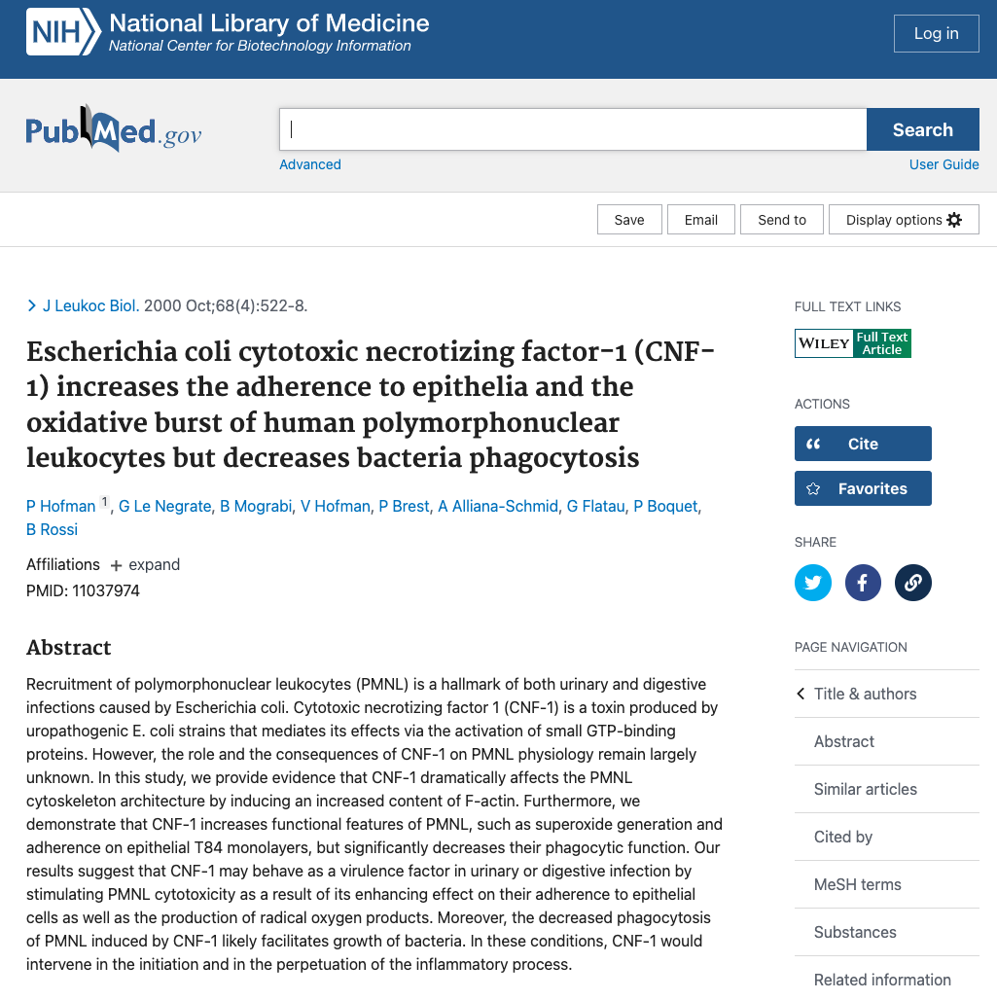 NIH National Library of Medicine
National Center for Biotechnology Information
Log in
PubMed.gov
Search
Advanced
User Guide
Save
Email
Send to
Display options
J Leukoc Biol. 2000 Oct;68(4):522-8.
Escherichia coli cytotoxic necrotizing factor-1 (CNF-
1) increases the adherence to epithelia and the
oxidative burst of human polymorphonuclear
leukocytes but decreases bacteria phagocytosis
P Hofman 1, G Le Negrate, B Mograbi, V Hofman, P Brest, A Alliana-Schmid, G Flatau, P Boquet,
B Rossi
Affiliations + expand
PMID: 11037974
Abstract
Recruitment of polymorphonuclear leukocytes (PMNL) is a hallmark of both urinary and digestive
infections caused by Escherichia coli. Cytotoxic necrotizing factor 1 (CNF-1) is a toxin produced by
uropathogenic E. coli strains that mediates its effects via the activation of small GTP-binding
proteins. However, the role and the consequences of CNF-1 on PMNL physiology remain largely
unknown. In this study, we provide evidence that CNF-1 dramatically affects the PMNL
cytoskeleton architecture by inducing an increased content of F-actin. Furthermore, we
demonstrate that CNF-1 increases functional features of PMNL, such as superoxide generation and
adherence on epithelial T84 monolayers, but significantly decreases their phagocytic function. Our
results suggest that CNF-1 may behave as a virulence factor in urinary or digestive infection by
stimulating PMNL cytotoxicity as a result of its enhancing effect on their adherence to epithelial
cells as well as the production of radical oxygen products. Moreover, the decreased phagocytosis
of PMNL induced by CNF-1 likely facilitates growth of bacteria. In these conditions, CNF-1 would
intervene in the initiation and in the perpetuation of the inflammatory process.
FULL TEXT LINKS
WILEY Full Text
Article
ACTIONS
Cite
Favorites
SHARE
PAGE NAVIGATION
Title & authors
Abstract
Similar articles
Cited by
MeSH terms
Substances
Related information